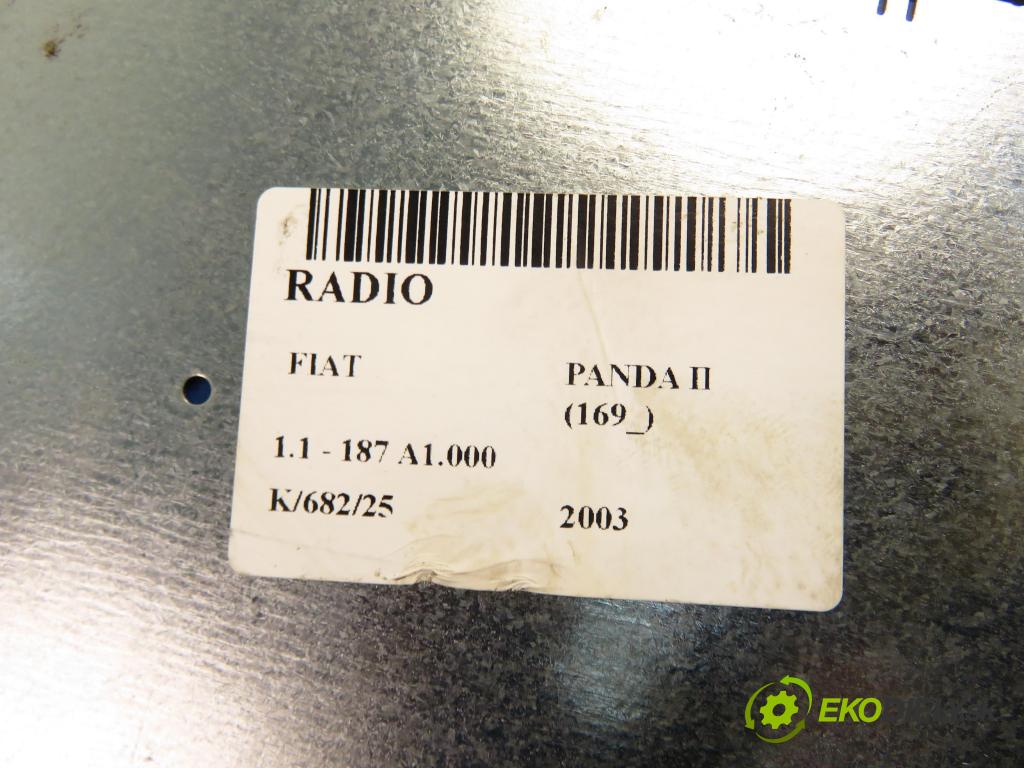 RADIO
FIAT PANDA II
(169_)
1.1 - 187 A1.000
K/682/25 2003
EKO